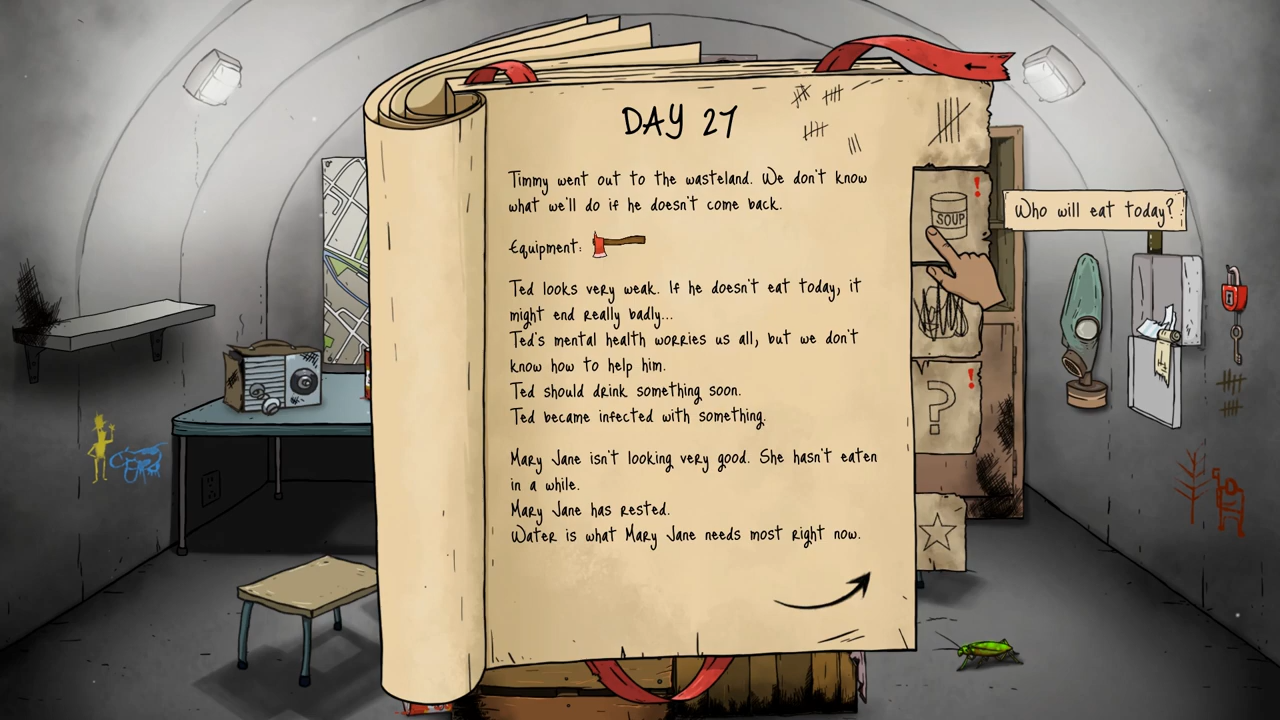 DAY 27
Timmy went out to the wasteland. We don't know
what we'll do if he doesn't come back.
Equipment:
Ted looks very weak. If he doesn't eat today, it
might end really badly...
Ted's mental health worries us all, but we don't
know how to help him.
Ted should drink something soon.
Ted became infected with something.
Mary Jane isn't looking very good. She hasn't eaten
in a while.
Mary Jane has rested.
Water is what Mary Jane needs most right now.
!
SOUP
Who will eat today?
!
?